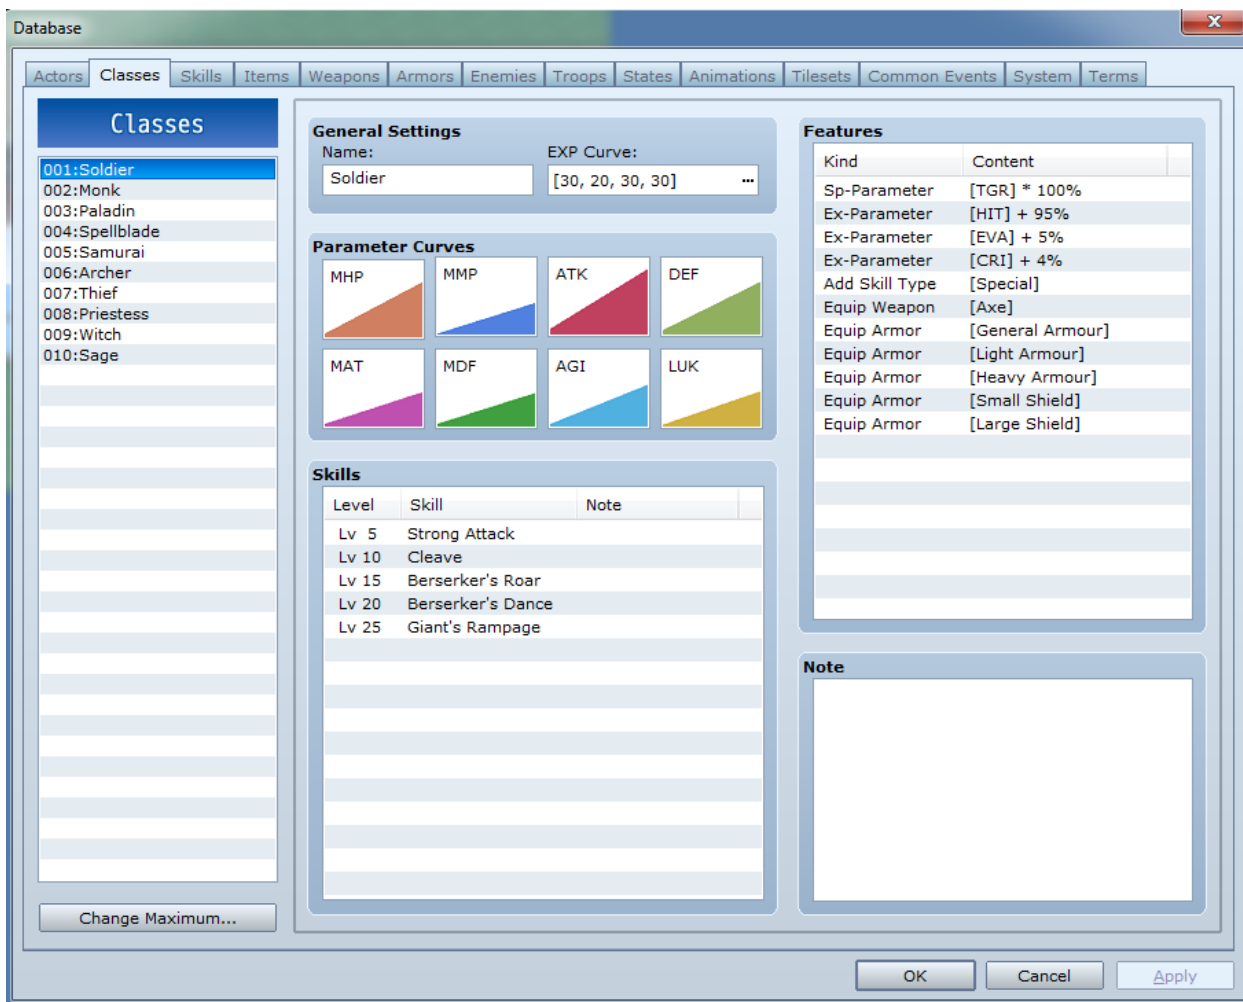 Database
Actors Classes Skills Items Weapons Armors Enemies Troops States Animations Tilesets Common Events System Terms
Classes
001:Soldier
002:Monk
003:Paladin
004:Spellblade
005:Samurai
006:Archer
007:Thief
008:Priestess
009:Witch
010:Sage
Change Maximum...
General Settings
Name: EXP Curve:
Soldier [30, 20, 30, 30] ...
Parameter Curves
MHP MMP ATK DEF
MAT MDF AGI LUK
Skills
Level Skill Note
Lv 5 Strong Attack
Lv 10 Cleave
Lv 15 Berserker's Roar
Lv 20 Berserker's Dance
Lv 25 Giant's Rampage
Features
Kind Content
Sp-Parameter [TGR] * 100%
Ex-Parameter [HIT] + 95%
Ex-Parameter [EVA] + 5%
Ex-Parameter [CRI] + 4%
Add Skill Type [Special]
Equip Weapon [Axe]
Equip Armor [General Armour]
Equip Armor [Light Armour]
Equip Armor [Heavy Armour]
Equip Armor [Small Shield]
Equip Armor [Large Shield]
Note
OK Cancel Apply